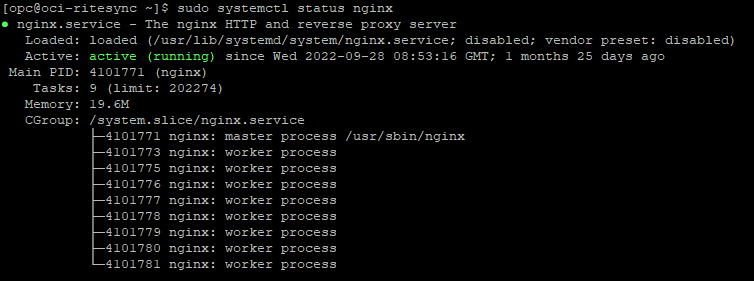 [opc@oci-ritesync ~]$ sudo systemctl status nginx
● nginx.service - The nginx HTTP and reverse proxy server
   Loaded: loaded (/usr/lib/systemd/system/nginx.service; disabled; vendor preset: disabled)
   Active: active (running) since Wed 2022-09-28 08:53:16 GMT; 1 months 25 days ago
 Main PID: 4101771 (nginx)
    Tasks: 9 (limit: 202274)
   Memory: 19.6M
   CGroup: /system.slice/nginx.service
           ├─4101771 nginx: master process /usr/sbin/nginx
           ├─4101773 nginx: worker process
           ├─4101775 nginx: worker process
           ├─4101776 nginx: worker process
           ├─4101777 nginx: worker process
           ├─4101778 nginx: worker process
           ├─4101779 nginx: worker process
           ├─4101780 nginx: worker process
           └─4101781 nginx: worker process